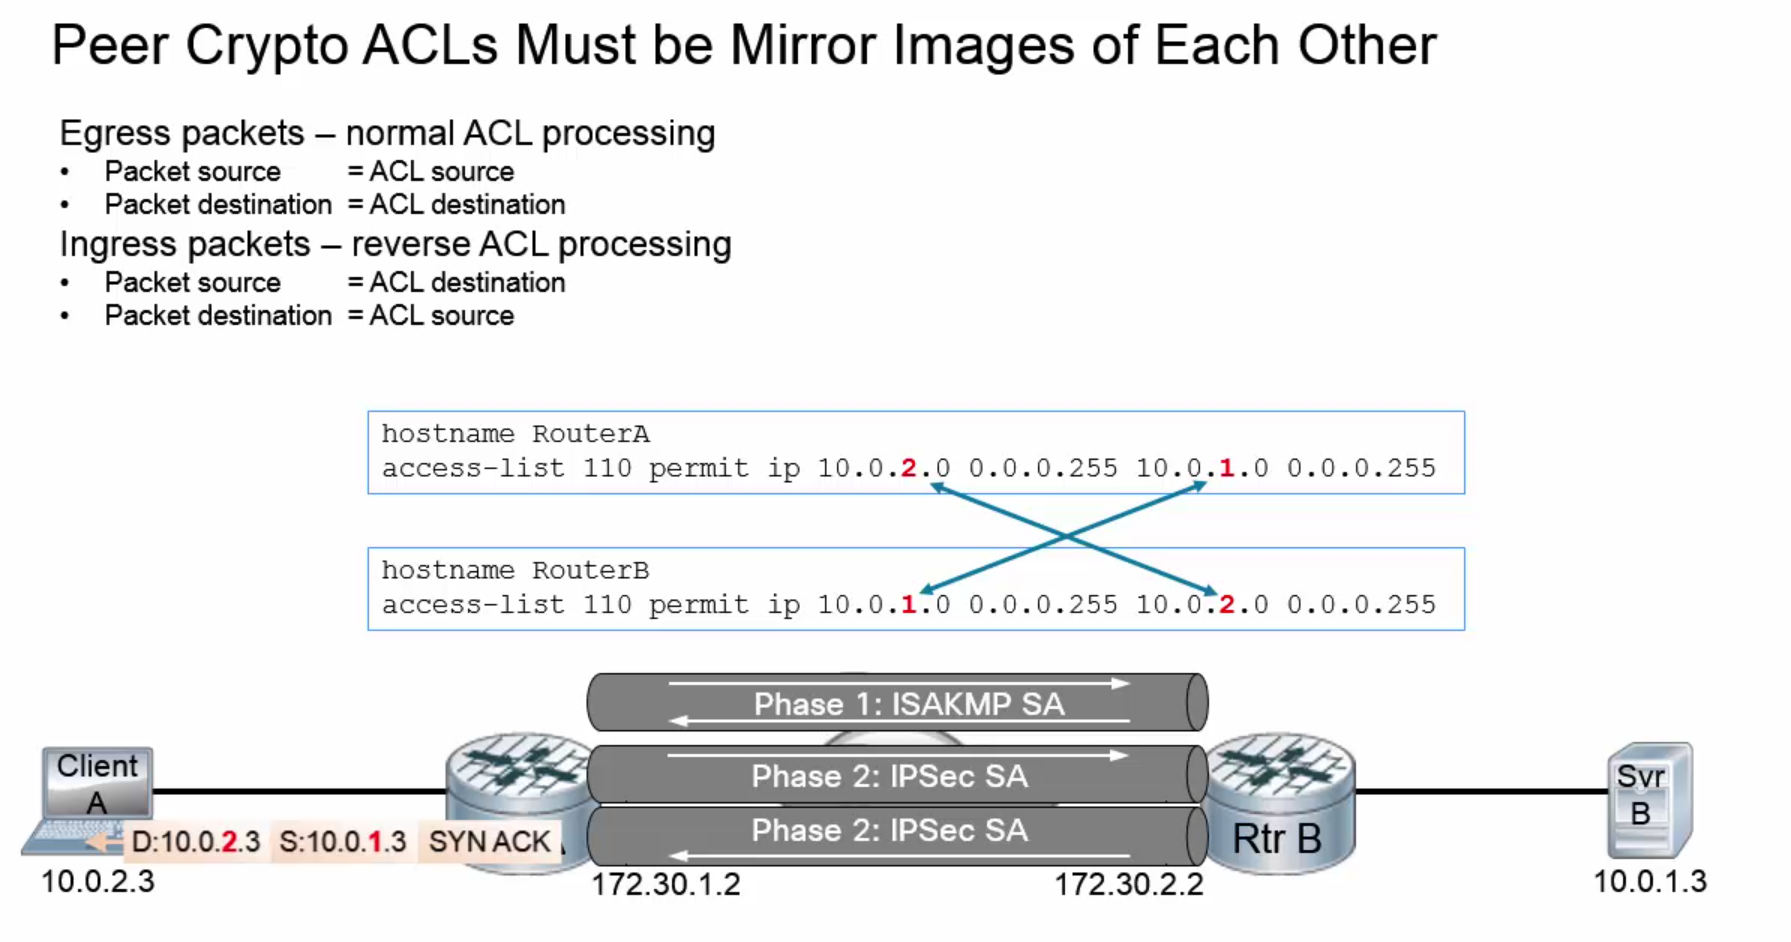 Peer Crypto ACLs Must be Mirror Images of Each Other
Egress packets – normal ACL processing
• Packet source = ACL source
• Packet destination = ACL destination
Ingress packets – reverse ACL processing
• Packet source = ACL destination
• Packet destination = ACL source
hostname RouterA
access-list 110 permit ip 10.0.2.0 0.0.0.255 10.0.1.0 0.0.0.255
hostname RouterB
access-list 110 permit ip 10.0.1.0 0.0.0.255 10.0.2.0 0.0.0.255
Phase 1: ISAKMP SA
Phase 2: IPSec SA
Phase 2: IPSec SA
Client
A
D:10.0.2.3 S:10.0.1.3 SYN ACK
Rtr B
Svr
B
10.0.2.3
172.30.1.2
172.30.2.2
10.0.1.3